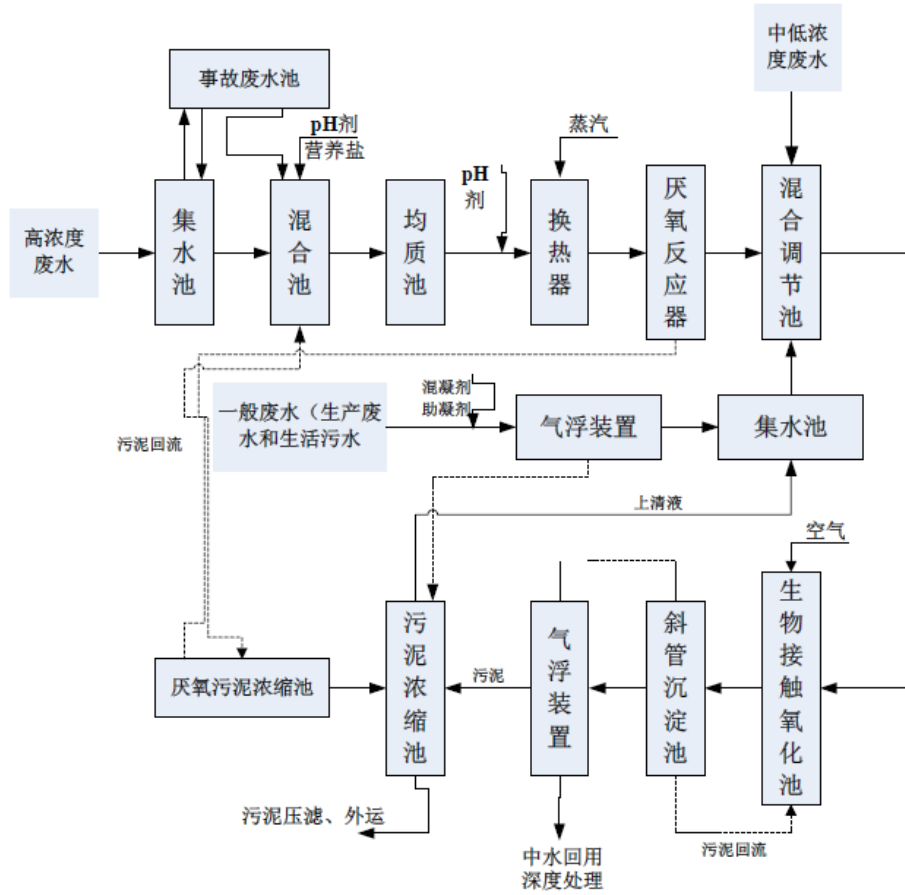 中低浓
度废水
事故废水池
pH剂
营养盐
蒸汽
pH
剂
高浓度
废水
集水池
混合池
均质池
换热器
厌氧反应器
混合调节池
混凝剂
助凝剂
一般废水（生产废
水和生活污水
气浮装置
集水池
污泥回流
上清液
空气
污泥浓缩池
气浮装置
斜管沉淀池
生物接触氧化池
厌氧污泥浓缩池
污泥
污泥压滤、外运
污泥回流
中水回用
深度处理